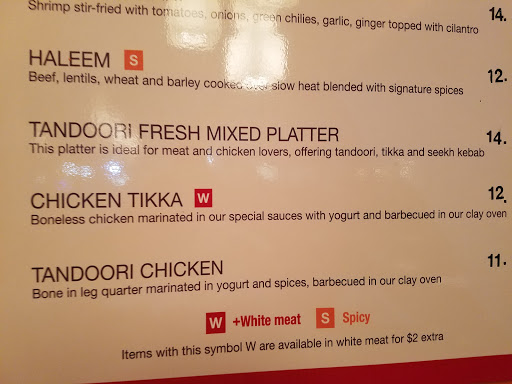 Shrimp stir-fried with tomatoes, onions, green chilies, garlic, ginger topped with cilantro 14.
HALEEM S 12.
Beef, lentils, wheat and barley cooked over slow heat blended with signature spices
TANDOORI FRESH MIXED PLATTER 14.
This platter is ideal for meat and chicken lovers, offering tandoori, tikka and seekh kebab
CHICKEN TIKKA W 12.
Boneless chicken marinated in our special sauces with yogurt and barbecued in our clay oven
TANDOORI CHICKEN 11.
Bone in leg quarter marinated in yogurt and spices, barbecued in our clay oven
W +White meat S Spicy
Items with this symbol W are available in white meat for $2 extra